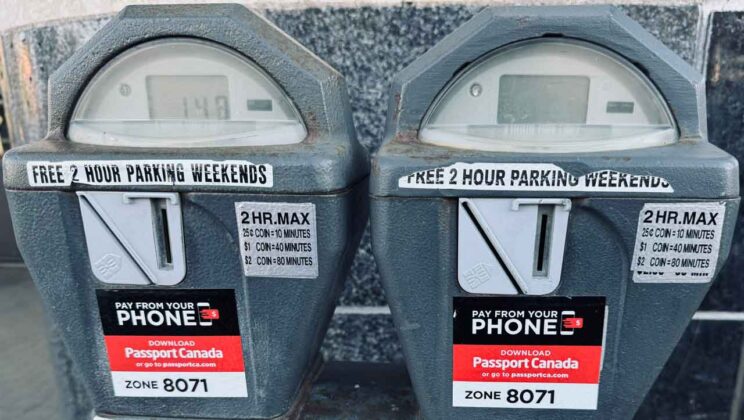 1:40
FREE 2 HOUR PARKING WEEKENDS
2 HR.MAX
25¢ COIN=10 MINUTES
$1 COIN=40 MINUTES
$2 COIN=80 MINUTES
PAY FROM YOUR
PHONE
$
DOWNLOAD
Passport Canada
or go to passportca.com
ZONE 8071
FREE 2 HOUR PARKING WEEKENDS
2 HR.MAX
25¢ COIN=10 MINUTES
$1 COIN=40 MINUTES
$2 COIN=80 MINUTES
PAY FROM YOUR
PHONE
$
DOWNLOAD
Passport Canada
or go to passportca.com
ZONE 8071